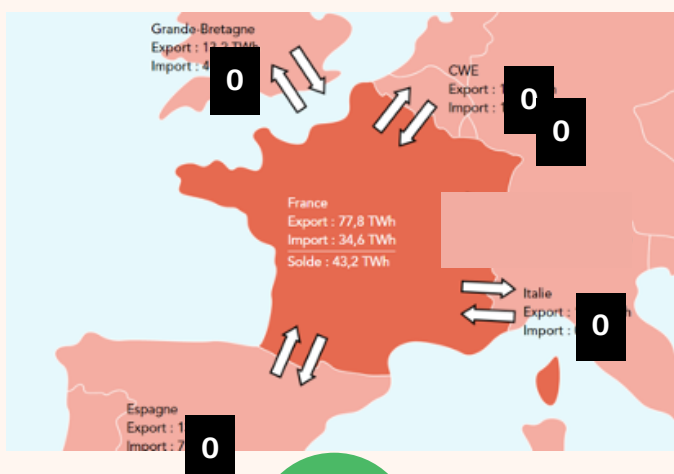 Grande-Bretagne
Export : 13,2 TWh
Import : 4
0
CWE
Export : 1
Import : 1
0
0
France
Export : 77,8 TWh
Import : 34,6 TWh
Solde : 43,2 TWh
Italie
Export :
Import :
0
Espagne
Export : 1
Import : 7
0